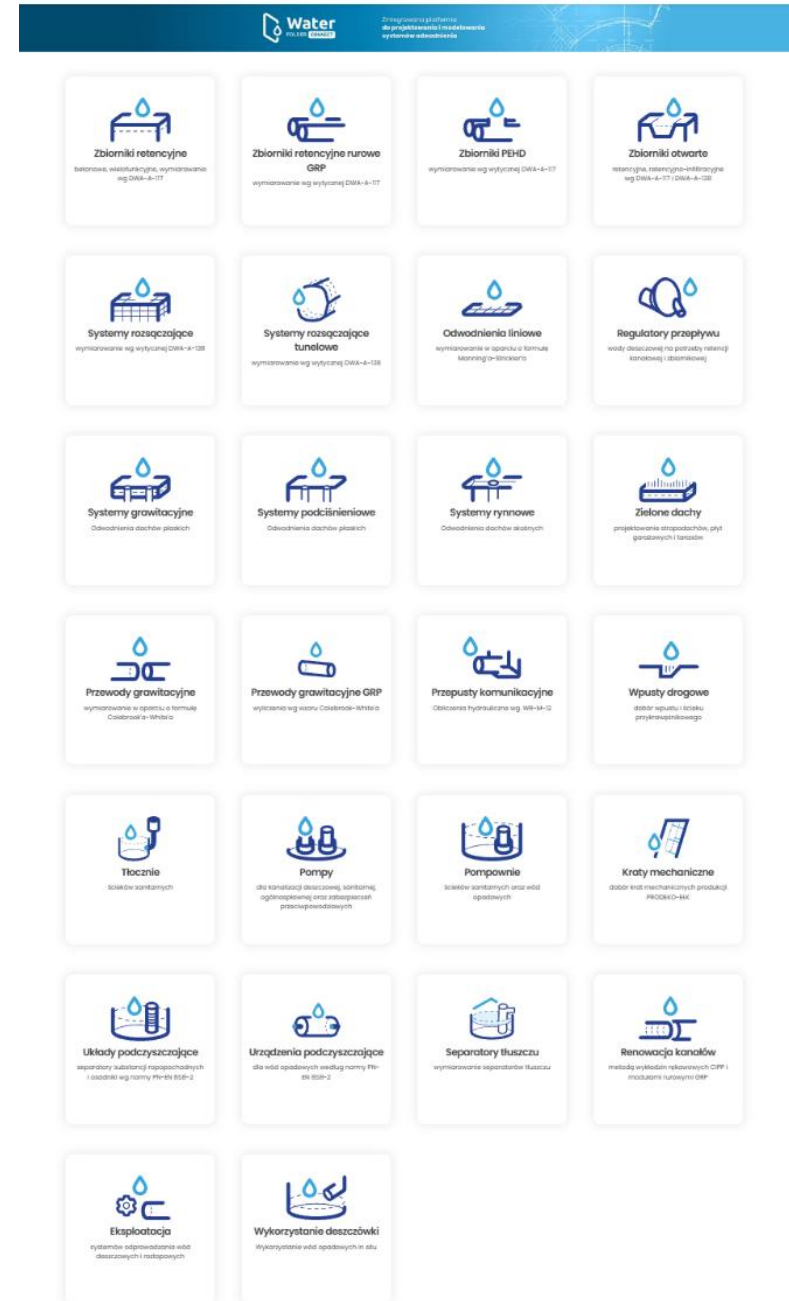 Water
FOLDER CONNECT
Zintegrowana platforma
do projektowania i modelowania
systemów odwodnienia
Zbiorniki retencyjne
betonowe, wielofunkcyjne, wymiarowanie
wg DWA-A-117
Zbiorniki retencyjne rurowe
GRP
wymiarowanie wg wytycznej DWA-A-117
Zbiorniki PEHD
wymiarowanie wg wytycznej DWA-A-117
Zbiorniki otwarte
retencyjne, retencyjno-infiltracyjne
wg DWA-A-117 i DWA-A-138
Systemy rozsączające
wymiarowanie wg wytycznej DWA-A-138
Systemy rozsączające
tunelowe
wymiarowanie wg wytycznej DWA-A-138
Odwodnienia liniowe
wymiarowanie w oparciu o formułę
Manning'a-Strickler'a
Regulatory przepływu
wody deszczowej na potrzeby retencji
kanałowej i zbiornikowej
Systemy grawitacyjne
Odwodnienia dachów płaskich
Systemy podciśnieniowe
Odwodnienia dachów płaskich
Systemy rynnowe
Odwodnienia dachów skośnych
Zielone dachy
projektowanie stropodachów, płyt
garażowych i tarasów
Przewody grawitacyjne
wymiarowanie w oparciu o formułę
Colebrook'a-White'a
Przewody grawitacyjne GRP
wyliczenia wg wzoru Colebrook-White'a
Przepusty komunikacyjne
Obliczenia hydrauliczne wg. WR-M-12
Wpusty drogowe
dobór wpustu i ścieku
przykrawężnikowego
Tłocznie
ścieków sanitarnych
Pompy
dla kanalizacji deszczowej, sanitarnej,
ogólnospławnej oraz zabezpieczeń
przeciwpowodziowych
Pompownie
ścieków sanitarnych oraz wód
opadowych
Kraty mechaniczne
dobór krat mechanicznych produkcji
PRODEKO-EŁK
Układy podczyszczające
separatory substancji ropopochodnych
i osadniki wg normy PN-EN 858-2
Urządzenia podczyszczające
dla wód opadowych według normy PN-
EN 858-2
Separatory tłuszczu
wymiarowanie separatorów tłuszczu
Renowacja kanałów
metodą wykładzin rękawowych CIPP i
modułami rurowymi GRP
Eksploatacja
systemów odprowadzania wód
deszczowych i roztopowych
Wykorzystanie deszczówki
Wykorzystanie wód opadowych in situ